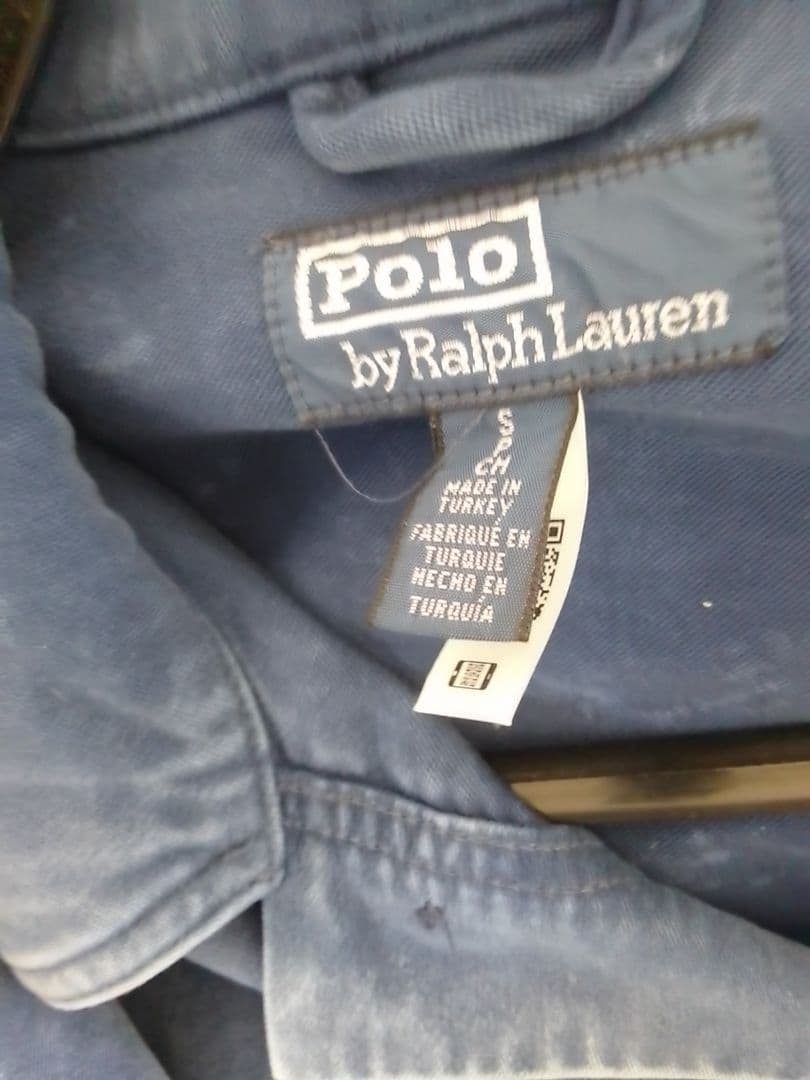 Polo
by Ralph Lauren
S
P
CH
MADE IN
TURKEY
FABRIQUÉ EN
TURQUIE
HECHO EN
TURQUÍA